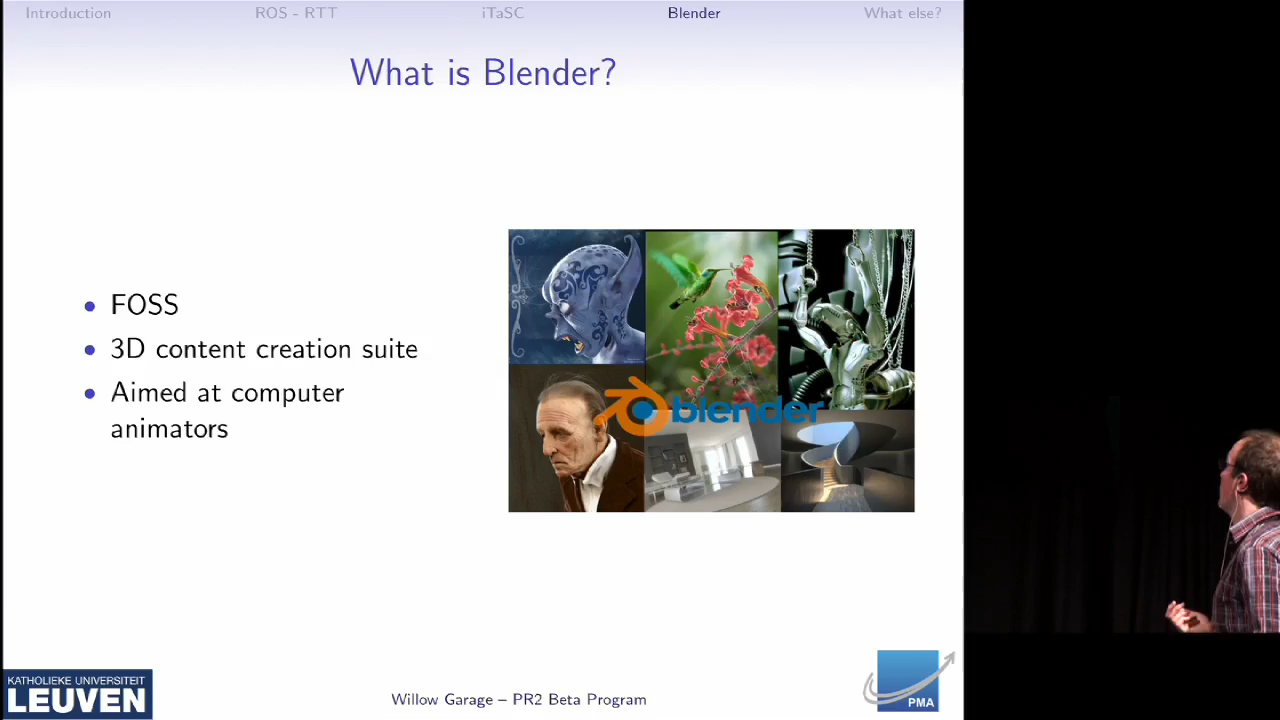 Introduction ROS - RTT iTaSC Blender What else?
What is Blender?
FOSS
3D content creation suite
Aimed at computer
animators
blender
KATHOLIEKE UNIVERSITEIT
LEUVEN
Willow Garage – PR2 Beta Program
PMA